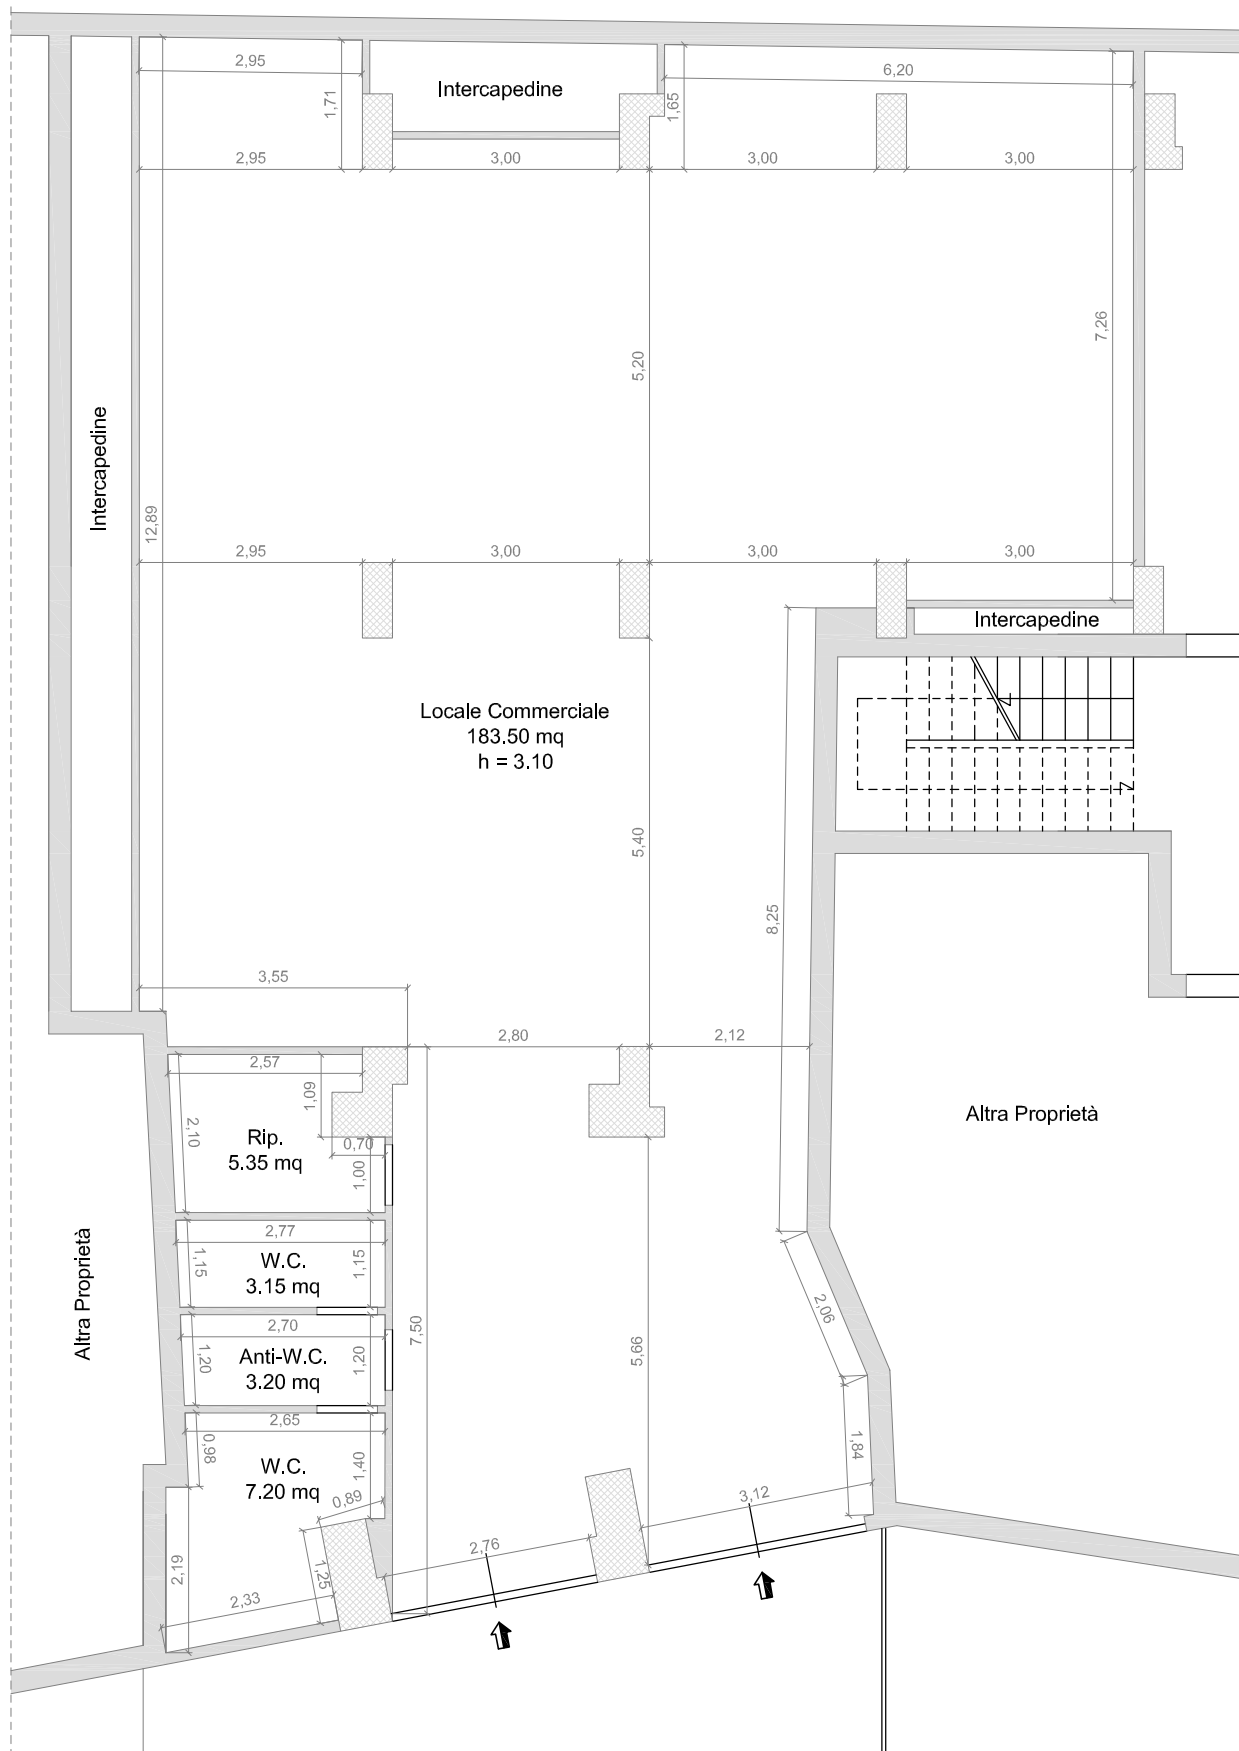 2,95
6,20
Intercapedine
1,71
1,65
2,95
3,00
3,00
3,00
7,26
5,20
Intercapedine
12,89
2,95
3,00
3,00
3,00
Intercapedine
Locale Commerciale
183.50 mq
h = 3.10
5,40
8,25
3,55
2,80
2,12
2,57
1,09
2,10
Rip.
5.35 mq
0,70
1,00
Altra Proprietà
2,77
1,15
W.C.
3.15 mq
1,15
Altra Proprietà
2,06
2,70
7,50
5,66
1,20
Anti-W.C.
3.20 mq
1,20
2,65
0,98
W.C.
7.20 mq
1,40
1,84
0,89
3,12
2,76
2,19
1,25
2,33